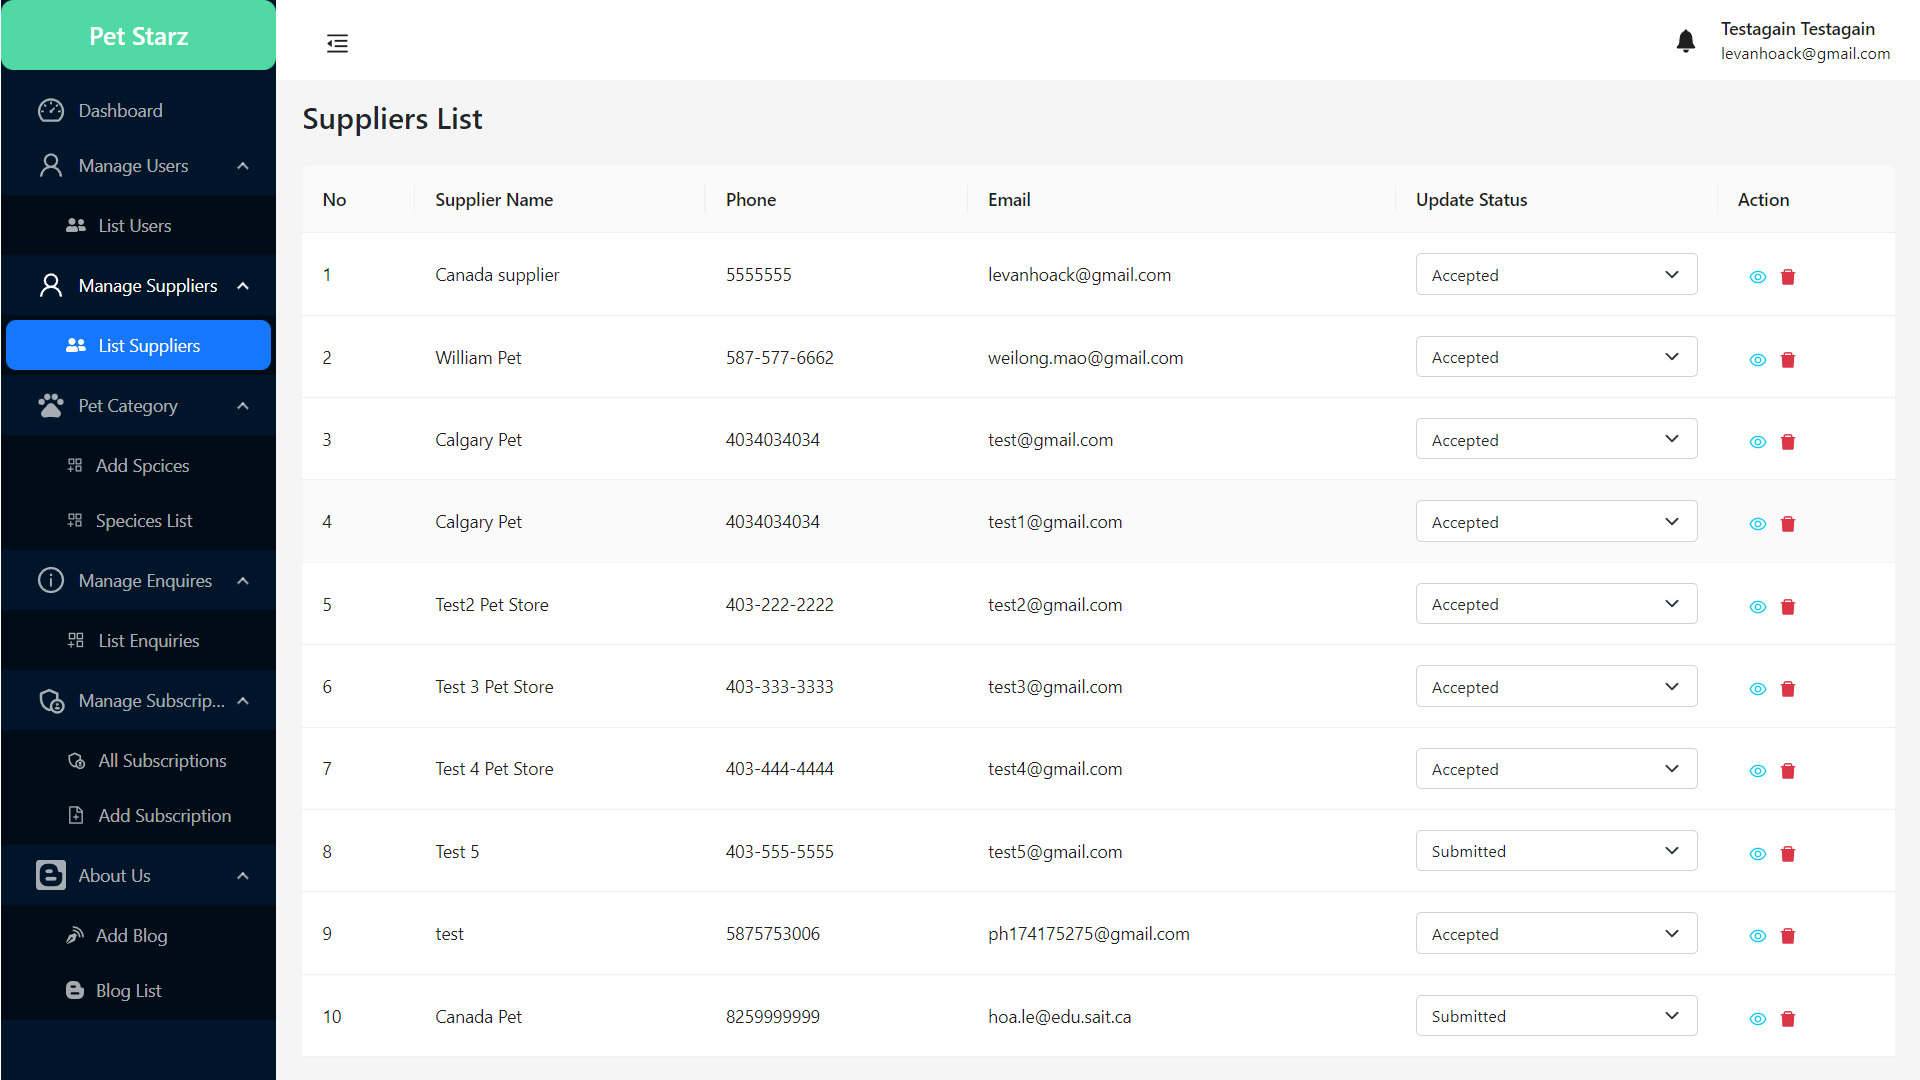 Pet Starz
Testagain Testagain
levanhoack@gmail.com
Dashboard
Manage Users
List Users
Manage Suppliers
List Suppliers
Pet Category
Add Spcices
Specices List
Manage Enquires
List Enquiries
Manage Subscrip...
All Subscriptions
Add Subscription
About Us
Add Blog
Blog List
Suppliers List
No Supplier Name Phone Email Update Status Action
1 Canada supplier 5555555 levanhoack@gmail.com Accepted
2 William Pet 587-577-6662 weilong.mao@gmail.com Accepted
3 Calgary Pet 4034034034 test@gmail.com Accepted
4 Calgary Pet 4034034034 test1@gmail.com Accepted
5 Test2 Pet Store 403-222-2222 test2@gmail.com Accepted
6 Test 3 Pet Store 403-333-3333 test3@gmail.com Accepted
7 Test 4 Pet Store 403-444-4444 test4@gmail.com Accepted
8 Test 5 403-555-5555 test5@gmail.com Submitted
9 test 5875753006 ph174175275@gmail.com Accepted
10 Canada Pet 8259999999 hoa.le@edu.sait.ca Submitted